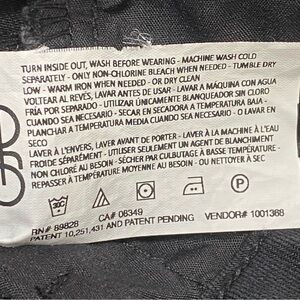 TURN INSIDE OUT, WASH BEFORE WEARING - MACHINE WASH COLD
SEPARATELY - ONLY NON-CHLORINE BLEACH WHEN NEEDED - TUMBLE DRY
LOW - WARM IRON WHEN NEEDED - OR DRY CLEAN
VOLTEAR AL REVÉS, LAVAR ANTES DE USARLA - LAVAR A MÁQUINA CON AGUA
FRÍA POR SEPARADO - UTILIZAR ÚNICAMENTE BLANQUEADOR SIN CLORO
CUANDO SEA NECESARIO - SECAR EN SECADORA A TEMPERATURA BAJA -
PLANCHAR A TEMPERATURA MEDIA CUANDO SEA NECESARIO - O LAVAR EN
SECO
LAVER À L'ENVERS, LAVER AVANT DE PORTER - LAVER À LA MACHINE À L'EAU
FROIDE SÉPARÉMENT - UTILISER SEULEMENT UN AGENT DE BLANCHIMENT
NON CHLORÉ AU BESOIN - SÉCHER PAR CULBUTAGE À BASSE TEMPÉRATURE -
REPASSER À TEMPÉRATURE MOYENNE AU BESOIN - OU NETTOYER À SEC
P
RN# 89828 CA# 08349 VENDOR# 1001368
PATENT 10,251,431 AND PATENT PENDING